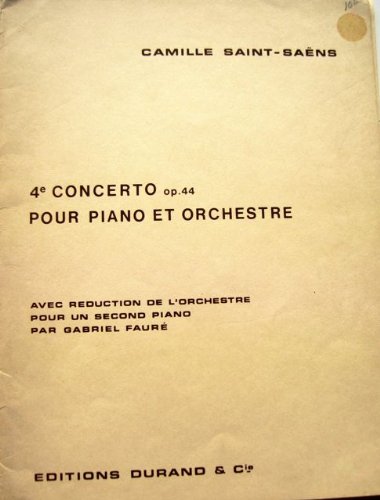 CAMILLE SAINT-SAËNS
4e CONCERTO op.44
POUR PIANO ET ORCHESTRE
AVEC REDUCTION DE L'ORCHESTRE
POUR UN SECOND PIANO
PAR GABRIEL FAURÉ
EDITIONS DURAND & Cie